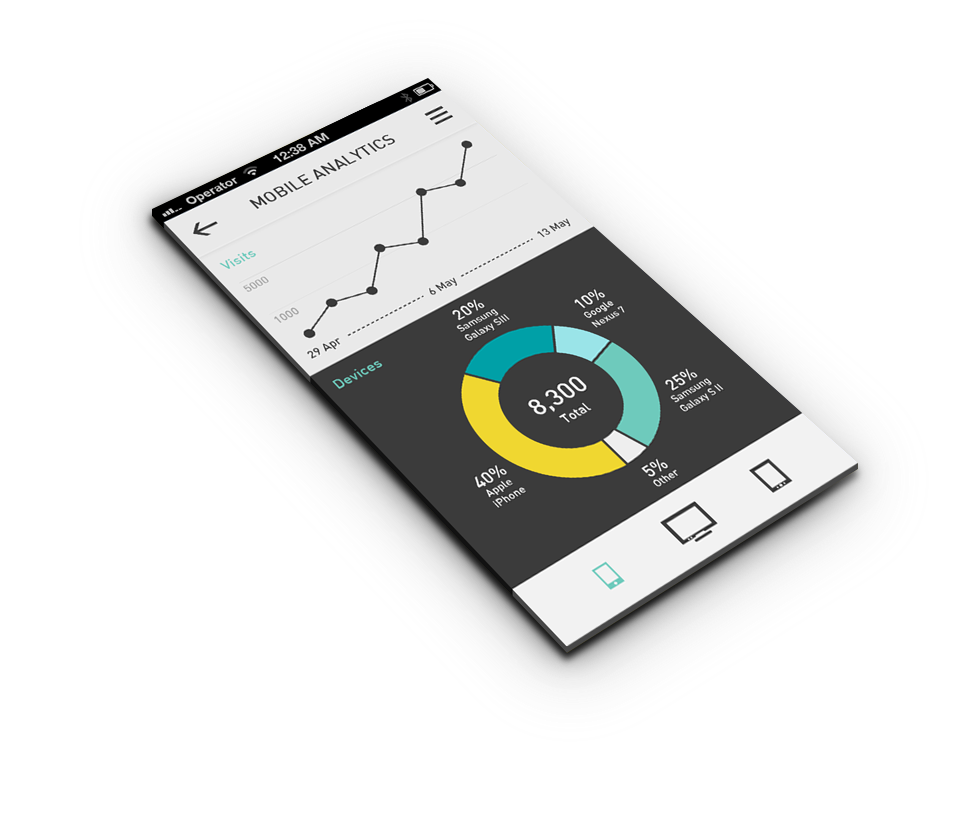 Operator 12:38 AM
MOBILE ANALYTICS
Visits
5000
1000
29 Apr
6 May
13 May
Devices
20%
Samsung
Galaxy SIII
10%
Google
Nexus 7
25%
Samsung
Galaxy S II
8,300
Total
40%
Apple
iPhone
5%
Other